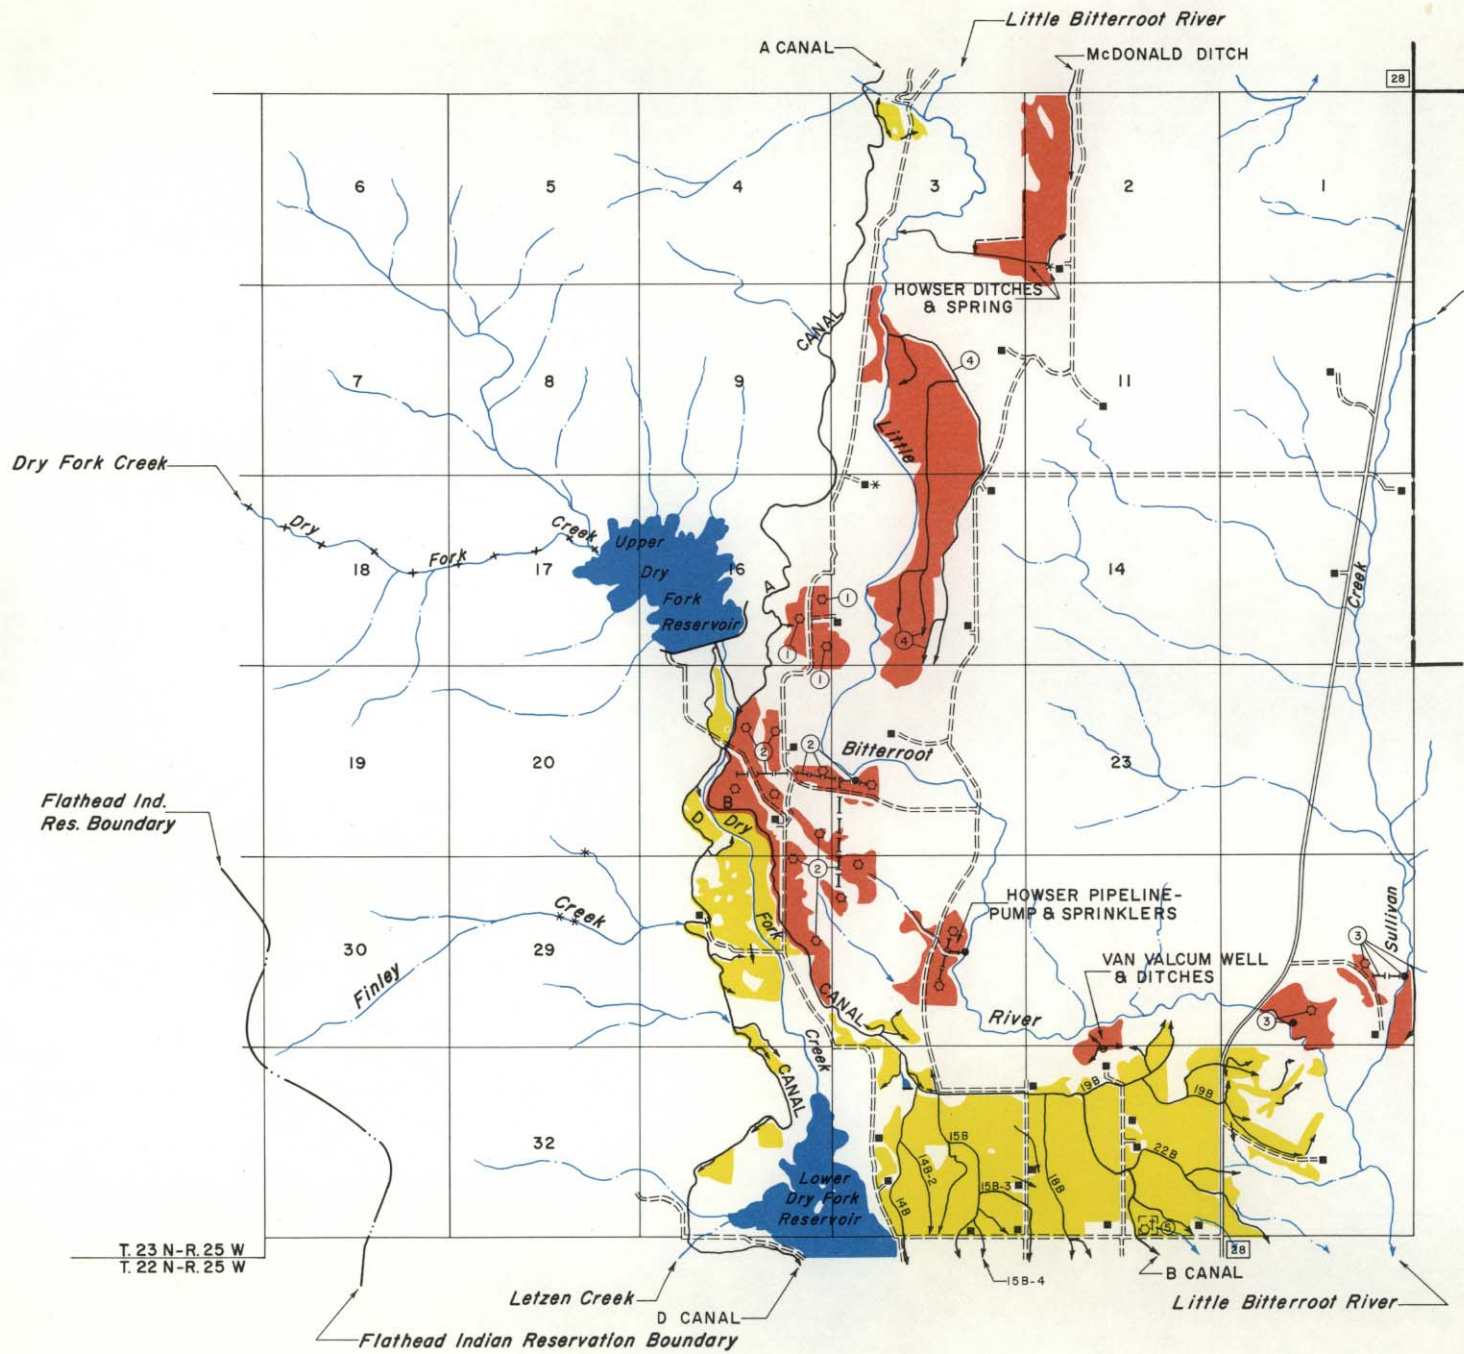 Little Bitterroot River
A CANAL
McDONALD DITCH
28
6
5
4
3
2
1
HOWSER DITCHES
& SPRING
CANAL
7
8
9
4
11
Little
Dry Fork Creek
Dry
Fork
Creek
Upper
Dry
Fork
Reservoir
18
17
16
A
1
1
1
4
14
Creek
19
20
2
2
Bitterroot
23
Flathead Ind.
Res. Boundary
B
D
Dry
2
Fork
HOWSER PIPELINE-
PUMP & SPRINKLERS
30
29
Creek
Finley
VAN VALCUM WELL
& DITCHES
3
Sullivan
CANAL
River
3
Creek
CANAL
19B
19B
32
15B
14B-2
15B-3
18B
22B
14B
5
Lower
Dry Fork
Reservoir
T. 23 N-R. 25 W
T. 22 N-R. 25 W
28
B CANAL
15B-4
Letzen Creek
D CANAL
Little Bitterroot River
Flathead Indian Reservation Boundary